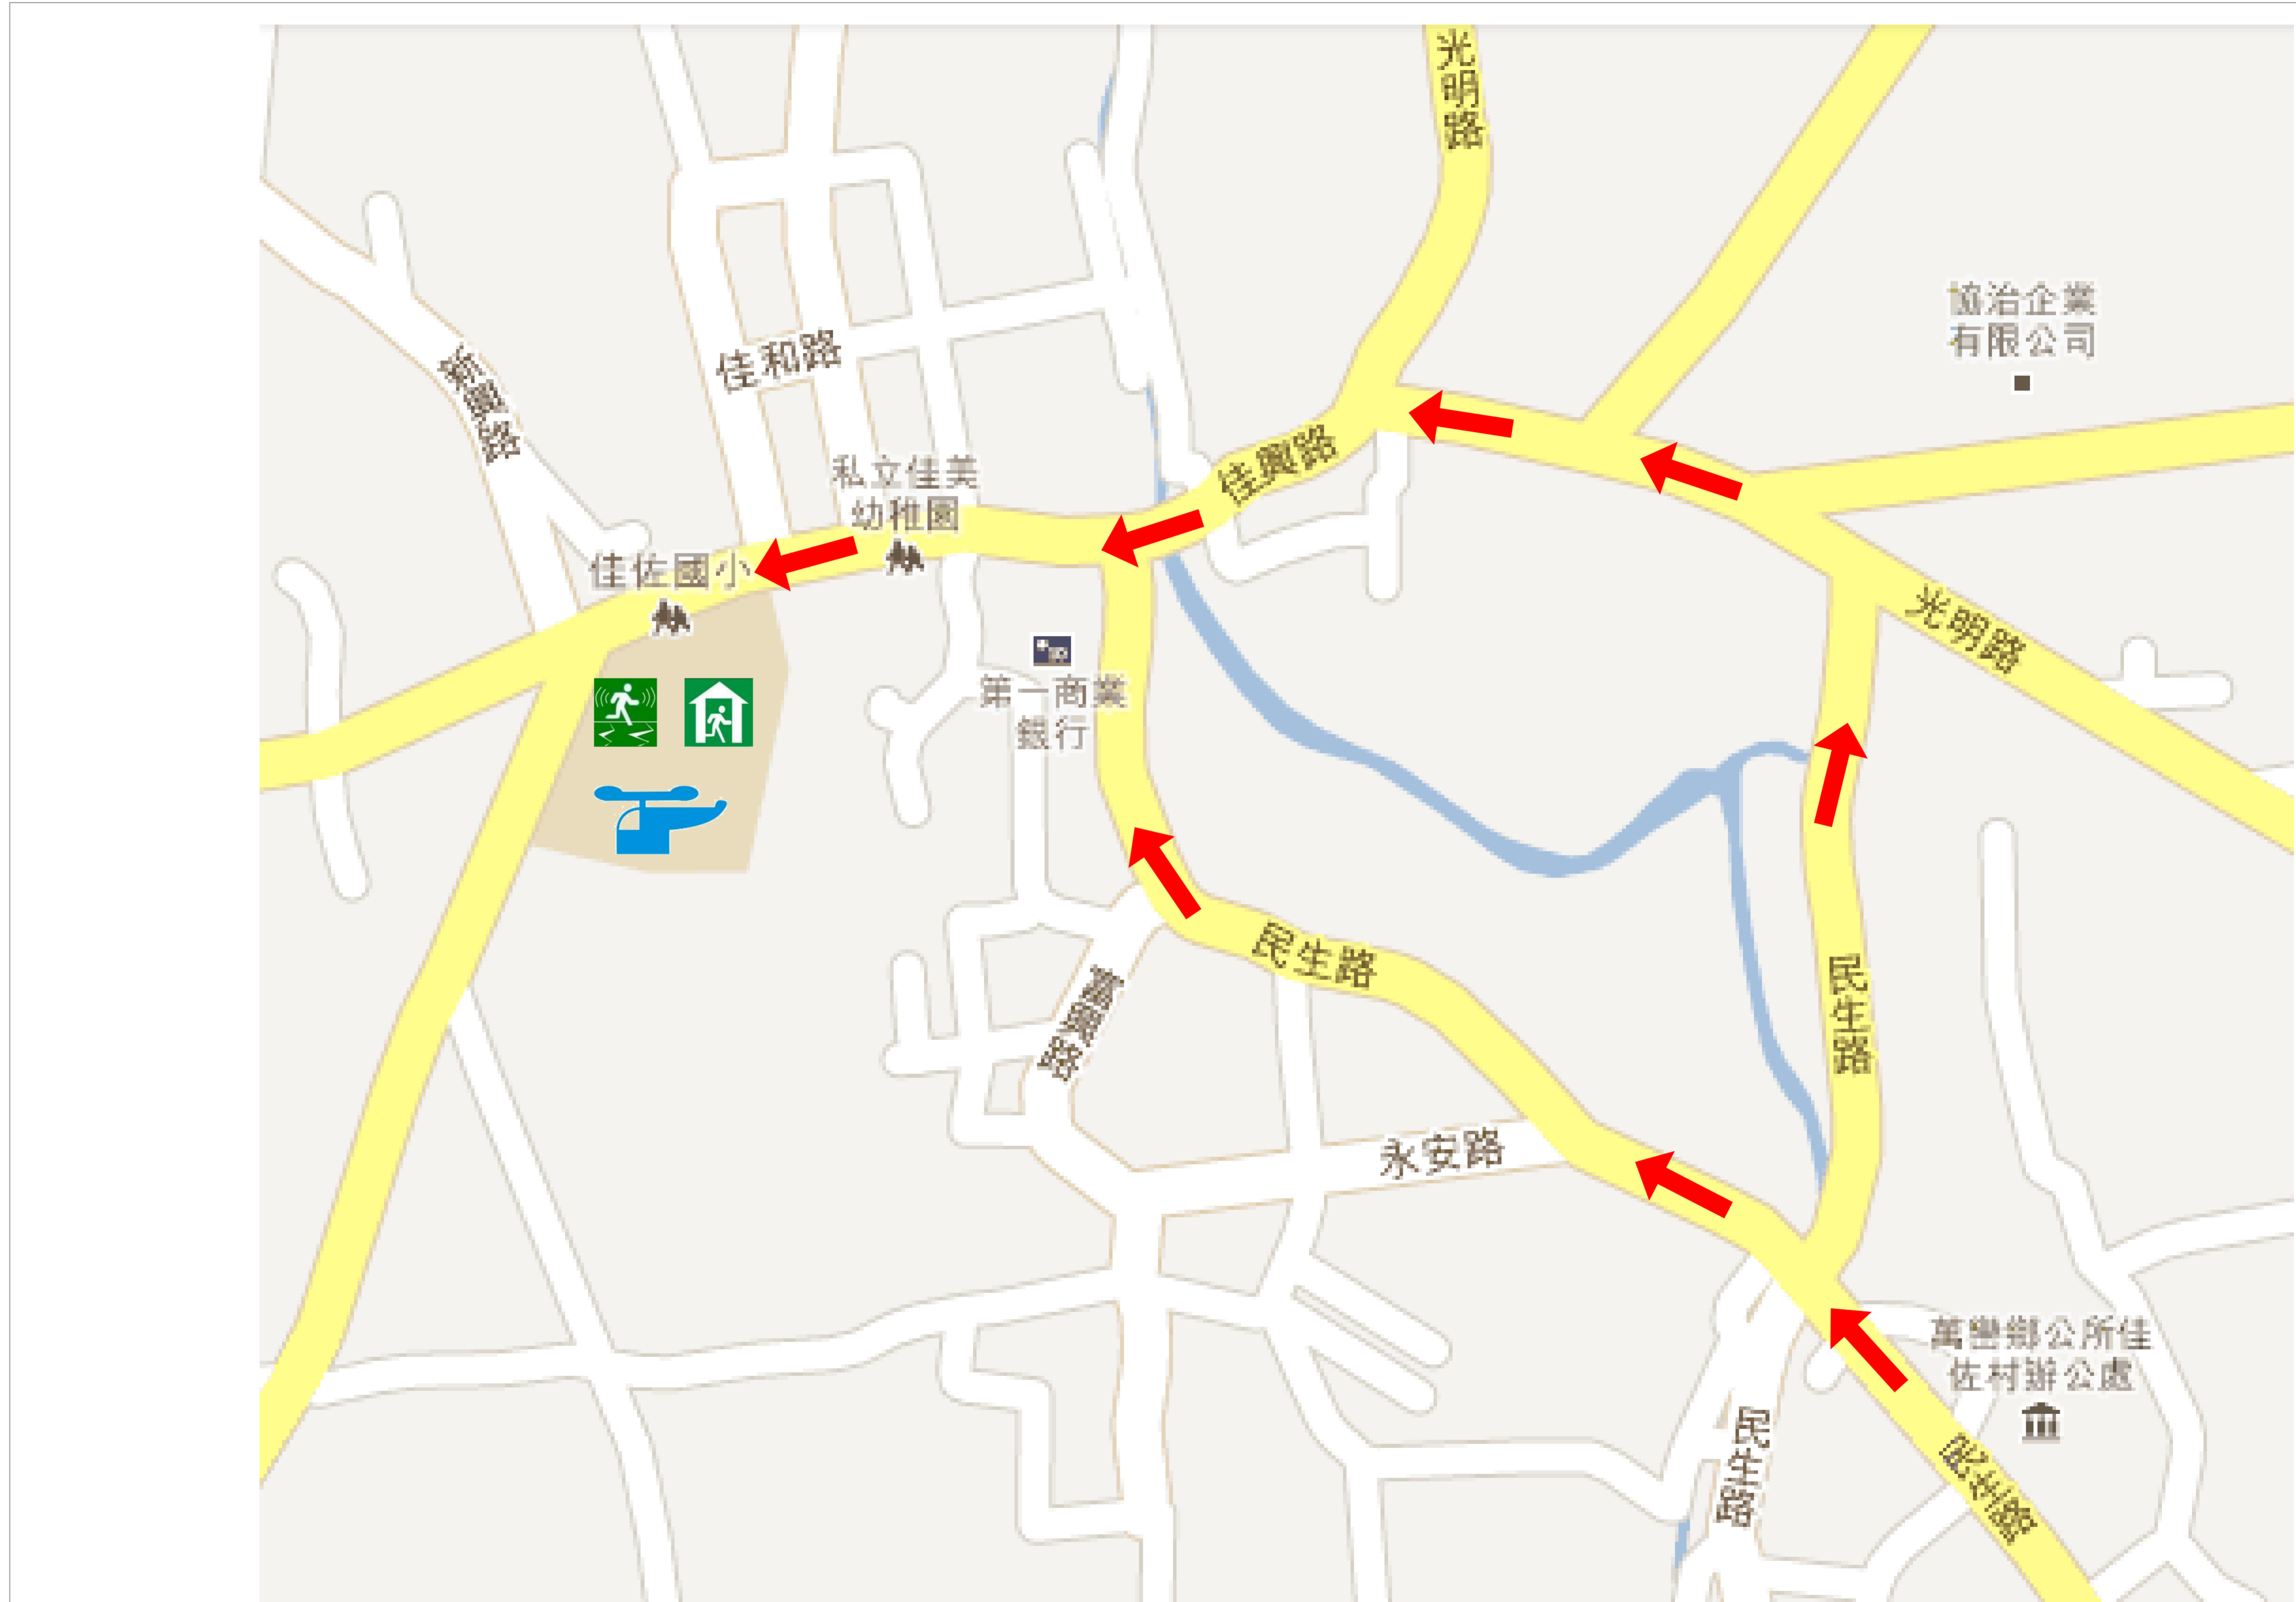 光明路
協治企業
有限公司
佳和路
新興路
佳興路
私立佳美
幼稚園
佳佐國小
光明路
第一商業
銀行
民生路
民生路
萬興路
永安路
萬巒鄉公所佳
佐村辦公處
民生路
民生路